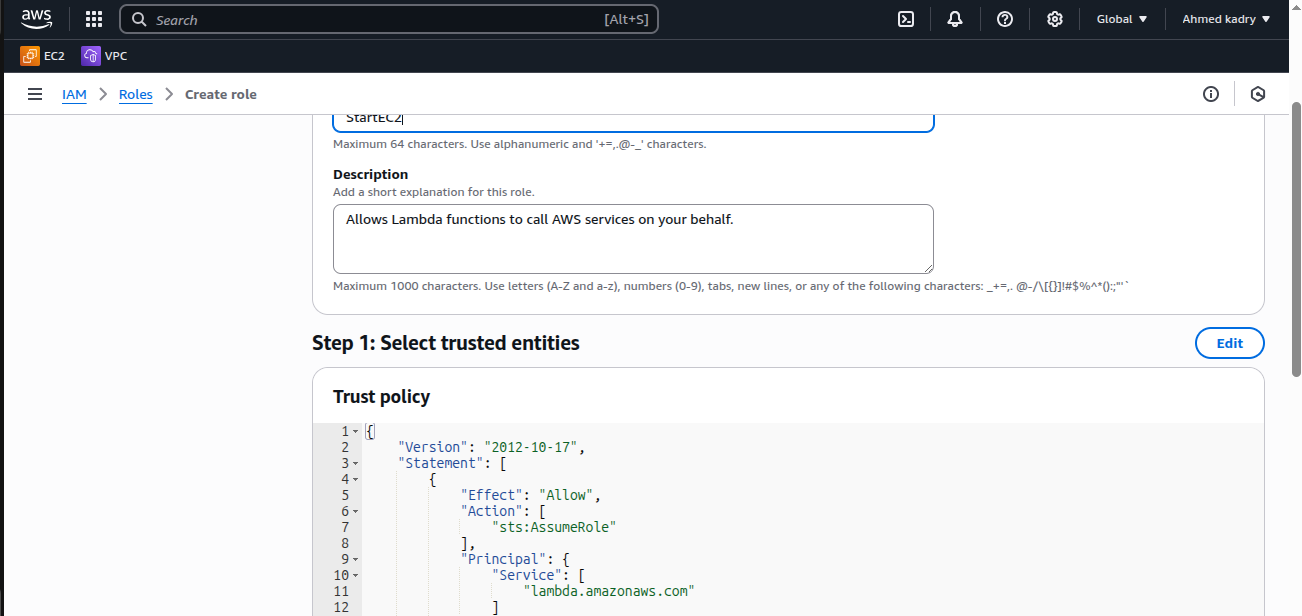 aws Search [Alt+S] Global Ahmed kadry
EC2 VPC
IAM Roles Create role
StartEC2
Maximum 64 characters. Use alphanumeric and '+=,.@-_' characters.
Description
Add a short explanation for this role.
Allows Lambda functions to call AWS services on your behalf.
Maximum 1000 characters. Use letters (A-Z and a-z), numbers (0-9), tabs, new lines, or any of the following characters: _+=,. @-/\[{}]!#$%^*();:"'`
Step 1: Select trusted entities
Edit
Trust policy
1 {
2 "Version": "2012-10-17",
3 "Statement": [
4 {
5 "Effect": "Allow",
6 "Action": [
7 "sts:AssumeRole"
8 ],
9 "Principal": {
10 "Service": [
11 "lambda.amazonaws.com"
12 ]